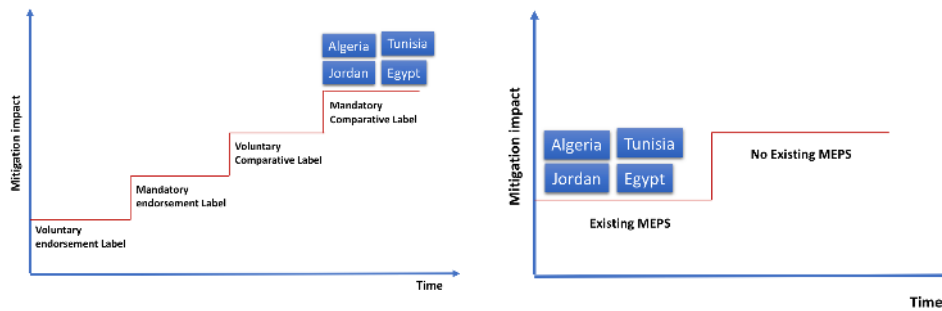 Mitigation impact
Algeria
Tunisia
Jordan
Egypt
Mandatory
Comparative Label
Voluntary
Comparative Label
Mandatory
endorsement Label
Voluntary
endorsement Label
Time
Mitigation impact
Algeria
Tunisia
Jordan
Egypt
No Existing MEPS
Existing MEPS
Time